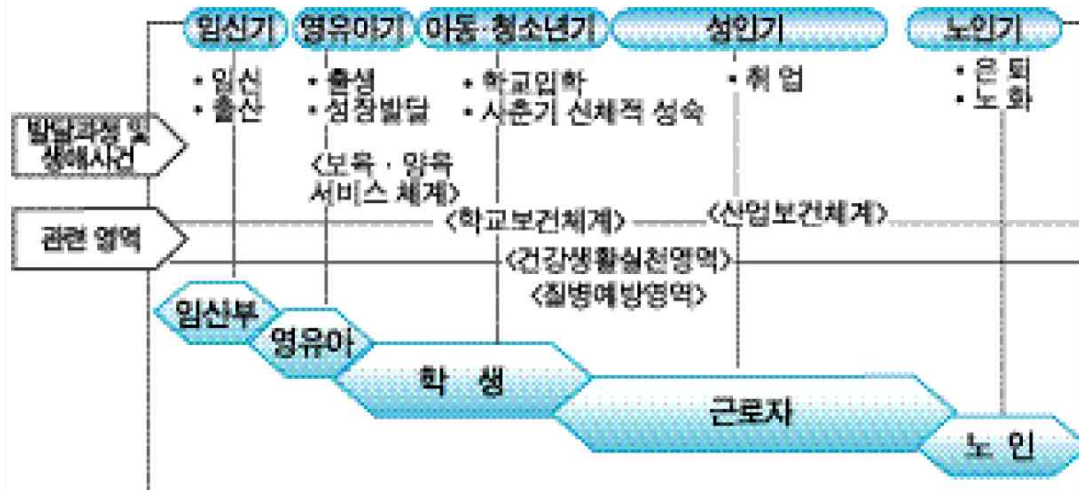 임신기
영유아기
아동·청소년기
성인기
노인기
• 임신
• 출산
• 출생
• 성장발달
• 학교입학
• 사춘기 신체적 성숙
• 취업
• 은퇴
• 노화
발달과정 및
생애사건
<보육·양육
서비스 체계>
<학교보건체계>
<산업보건체계>
관련 영역
<건강생활실천영역>
<질병예방영역>
임산부
영유아
학 생
근로자
노 인